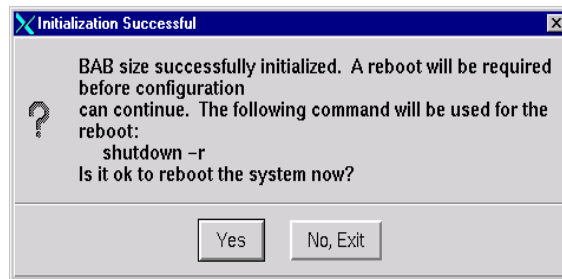 Initialization Successful
BAB size successfully initialized. A reboot will be required
before configuration
can continue. The following command will be used for the
reboot:
shutdown –r
Is it ok to reboot the system now?
Yes
No, Exit